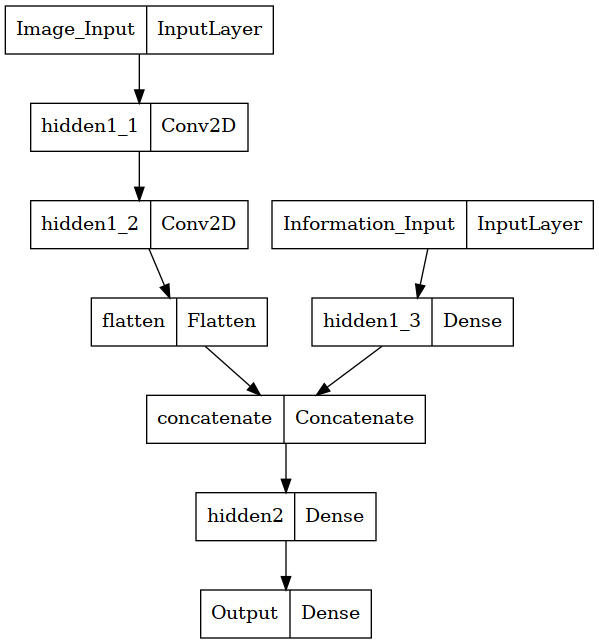 Image_Input InputLayer
hidden1_1 Conv2D
hidden1_2 Conv2D
Information_Input InputLayer
flatten Flatten
hidden1_3 Dense
concatenate Concatenate
hidden2 Dense
Output Dense